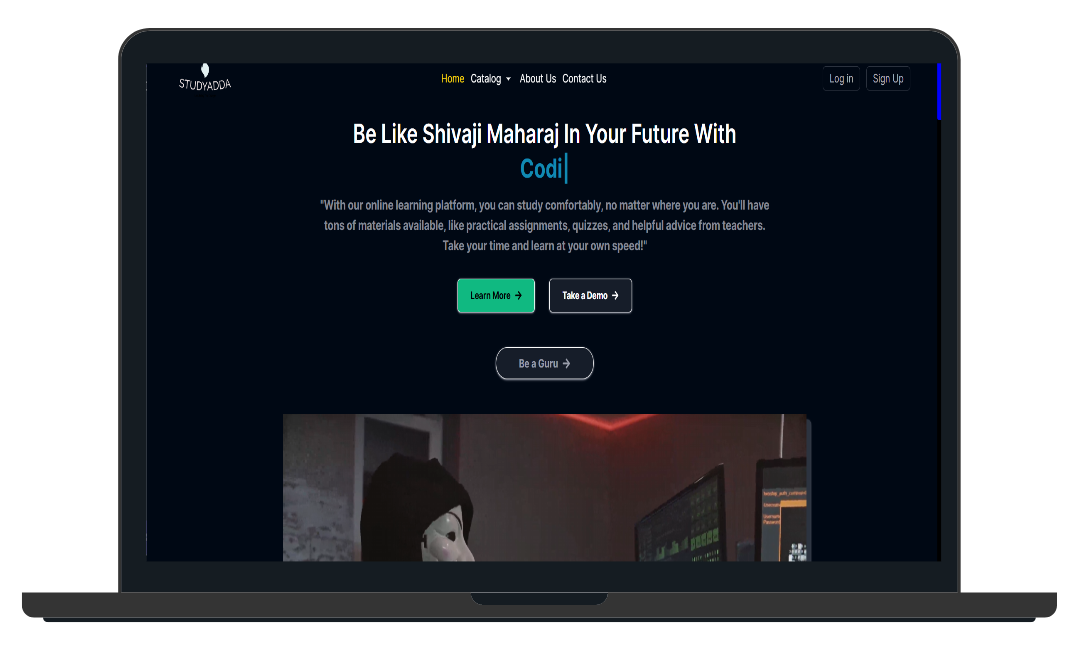 STUDYADDA
Home Catalog About Us Contact Us
Log in Sign Up
Be Like Shivaji Maharaj In Your Future With
Codi
"With our online learning platform, you can study comfortably, no matter where you are. You'll have
tons of materials available, like practical assignments, quizzes, and helpful advice from teachers.
Take your time and learn at your own speed!"
Learn More → Take a Demo →
Be a Guru →